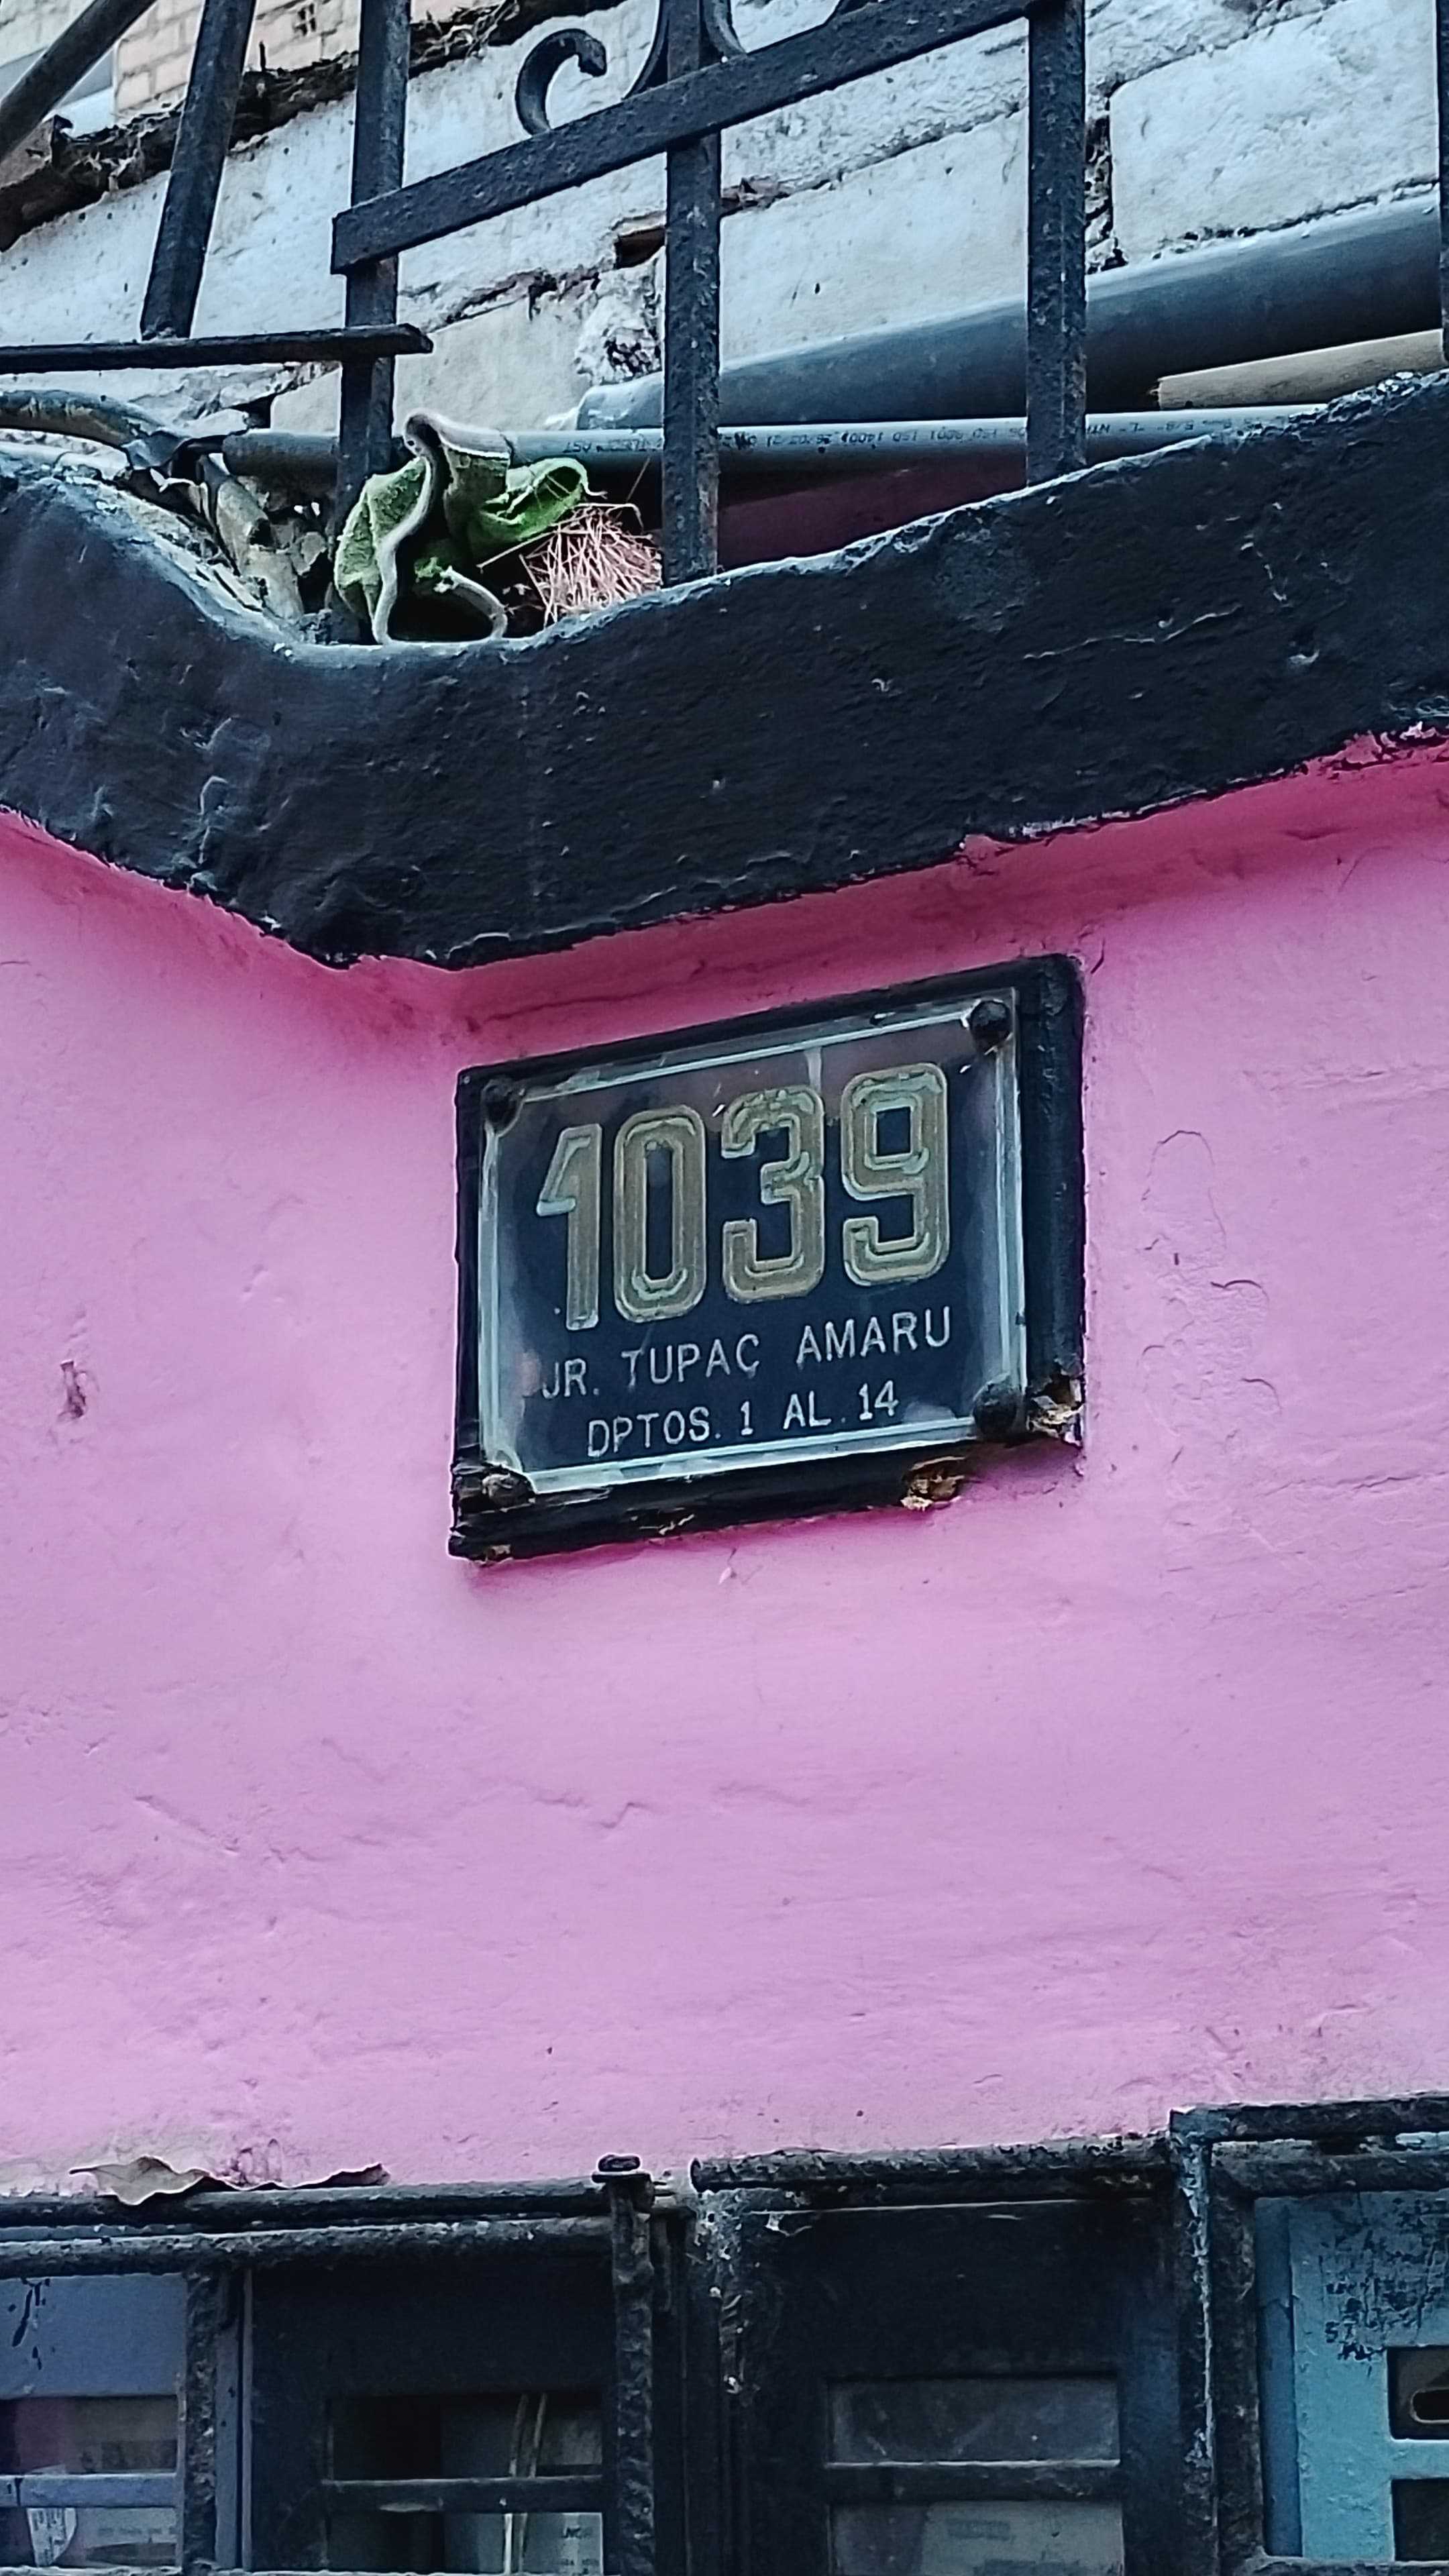 1039
JR. TUPAC AMARU
DPTOS. 1 AL 14